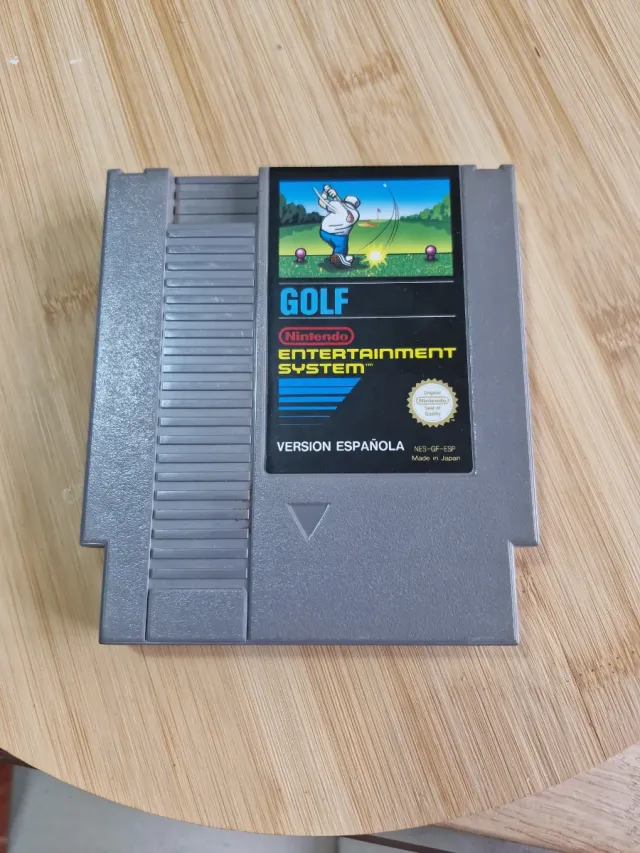 GOLF
Nintendo
ENTERTAINMENT
SYSTEM™
Original
Nintendo
Seal of
Quality
VERSION ESPAÑOLA
NES-GF-ESP
Made in Japan